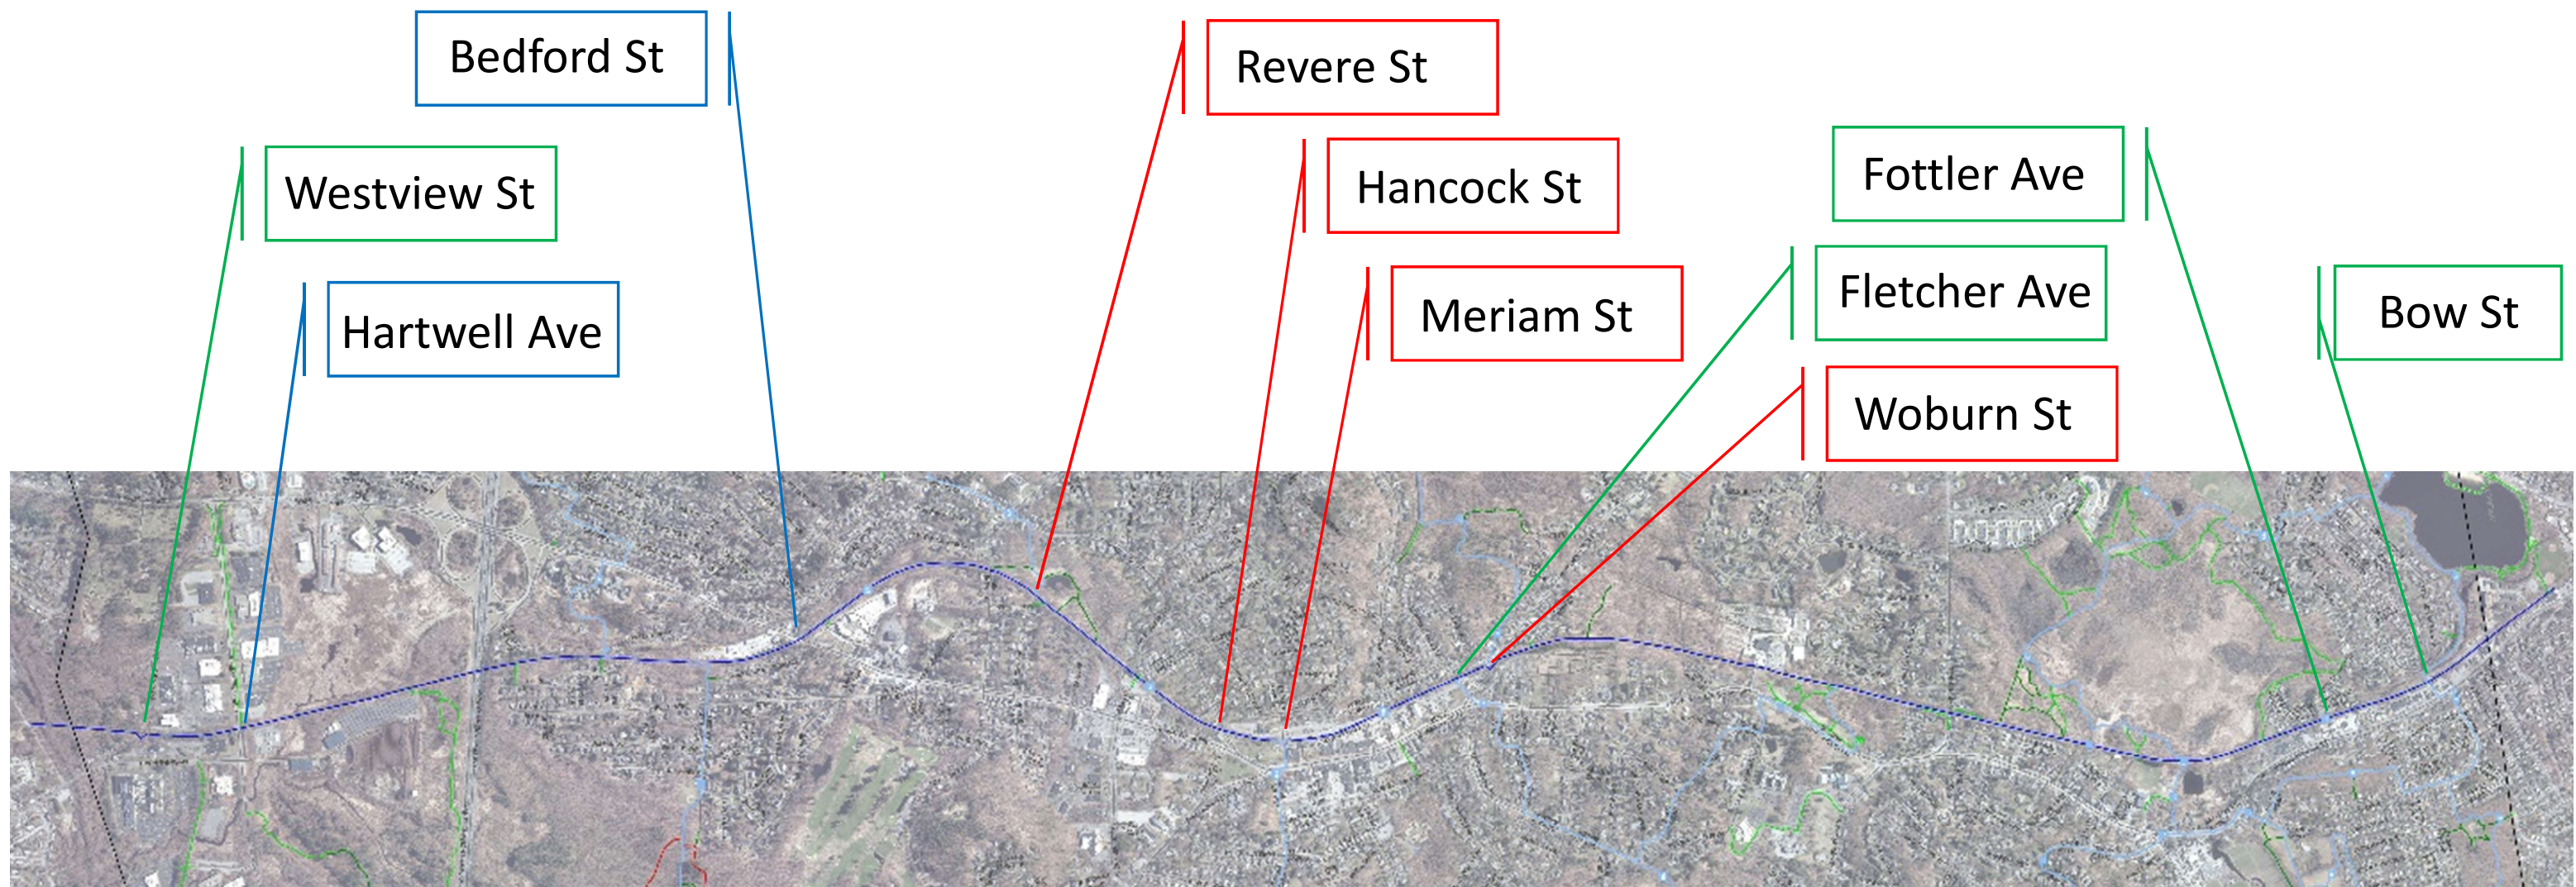 Bedford St
Revere St
Westview St
Hancock St
Fottler Ave
Hartwell Ave
Meriam St
Fletcher Ave
Bow St
Woburn St